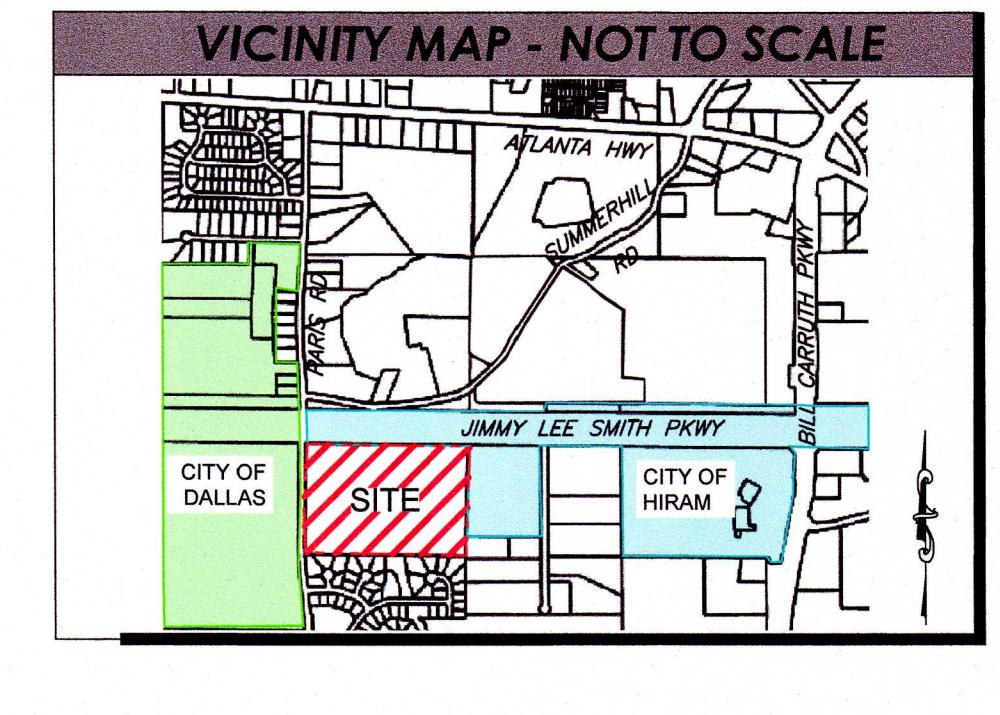 VICINITY MAP - NOT TO SCALE
ATLANTA HWY
SUMMERHILL
RD
PARIS RD
BILL CARRUTH PKWY
JIMMY LEE SMITH PKWY
CITY OF
DALLAS
SITE
CITY OF
HIRAM